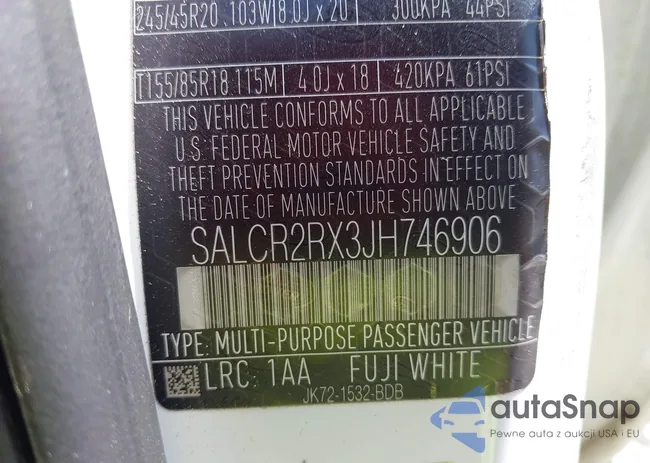 245/45R20 103W 8.0J x 20 300KPA 44PSI
T155/85R18 115M 4.0J x 18 420KPA 61PSI
THIS VEHICLE CONFORMS TO ALL APPLICABLE
U.S. FEDERAL MOTOR VEHICLE SAFETY AND
THEFT PREVENTION STANDARDS IN EFFECT ON
THE DATE OF MANUFACTURE SHOWN ABOVE
SALCR2RX3JH746906
TYPE: MULTI-PURPOSE PASSENGER VEHICLE
LRC: 1AA FUJI WHITE
JK72-1532-BDB
autaSnap
Pewne auta z aukcji USA i EU